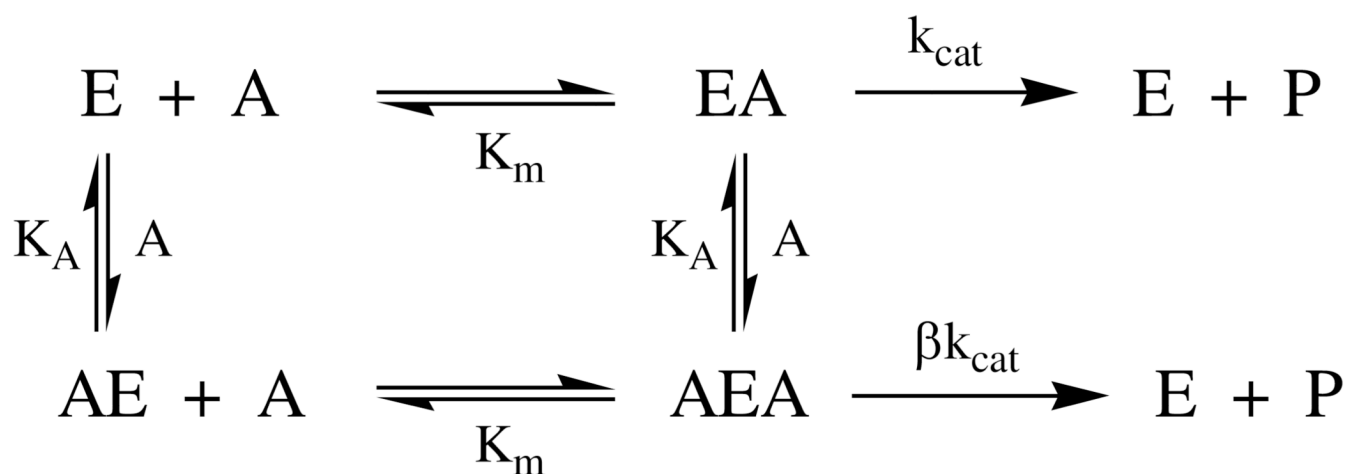 k_cat
E + A EA E + P
K_m
K_A A K_A A
βk_cat
AE + A AEA E + P
K_m